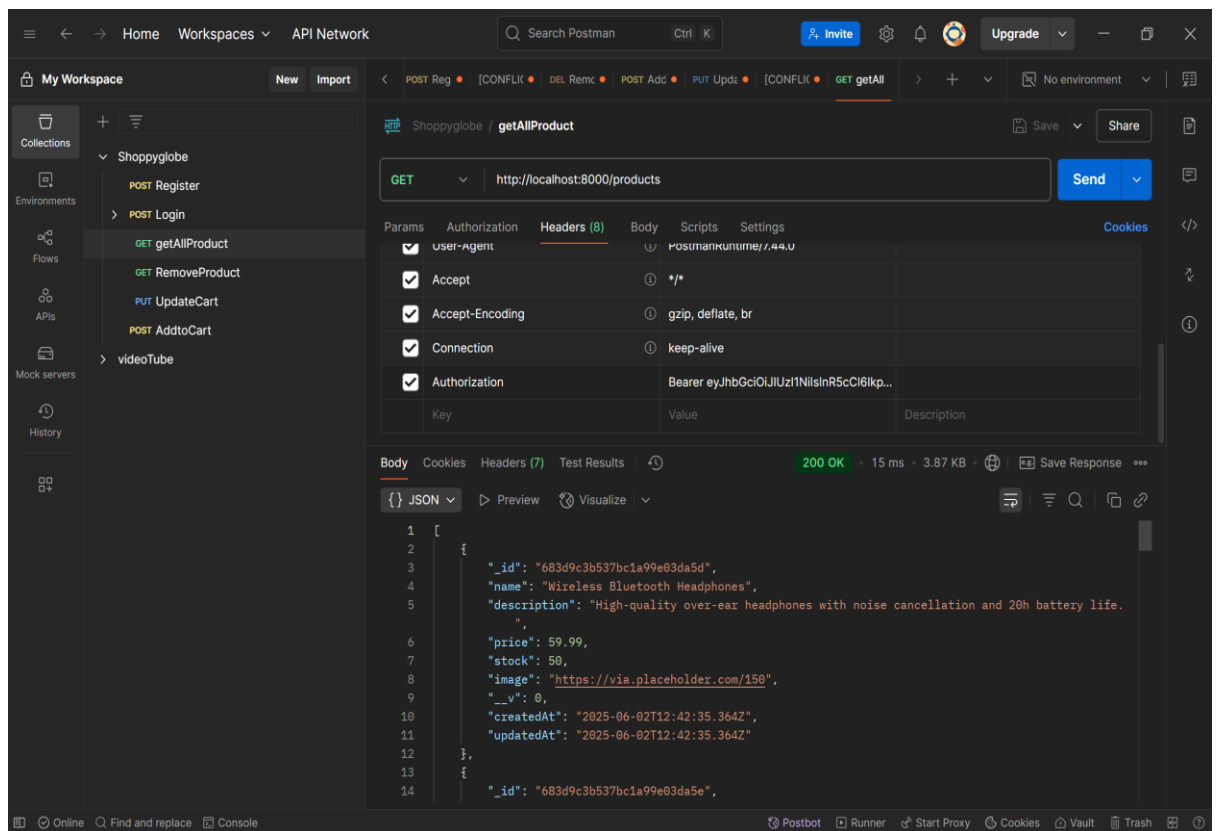 Home Workspaces API Network Search Postman Ctrl K Invite Upgrade
My Workspace New Import POST Reg [CONFLIC DEL Remc POST Adc PUT Upda [CONFLIC GET getAll No environment
Collections
Environments
Flows
APIs
Mock servers
History
Shoppyglobe
POST Register
POST Login
GET getAllProduct
GET RemoveProduct
PUT UpdateCart
POST AddtoCart
videoTube
HTTP Shoppyglobe / getAllProduct Save Share
GET http://localhost:8000/products Send
Params Authorization Headers (8) Body Scripts Settings Cookies
User-Agent PostmanRuntime/7.44.0
Accept */*
Accept-Encoding gzip, deflate, br
Connection keep-alive
Authorization Bearer eyJhbGciOiJIUzI1NiIsInR5cCI6Ikp...
Key Value Description
Body Cookies Headers (7) Test Results 200 OK 15 ms 3.87 KB Save Response
{} JSON Preview Visualize
1 [
2 {
3 "_id": "683d9c3b537bc1a99e03da5d",
4 "name": "Wireless Bluetooth Headphones",
5 "description": "High-quality over-ear headphones with noise cancellation and 20h battery life.
",
6 "price": 59.99,
7 "stock": 50,
8 "image": "https://via.placeholder.com/150",
9 "__v": 0,
10 "createdAt": "2025-06-02T12:42:35.364Z",
11 "updatedAt": "2025-06-02T12:42:35.364Z"
12 },
13 {
14 "_id": "683d9c3b537bc1a99e03da5e",
Online Find and replace Console Postbot Runner Start Proxy Cookies Vault Trash